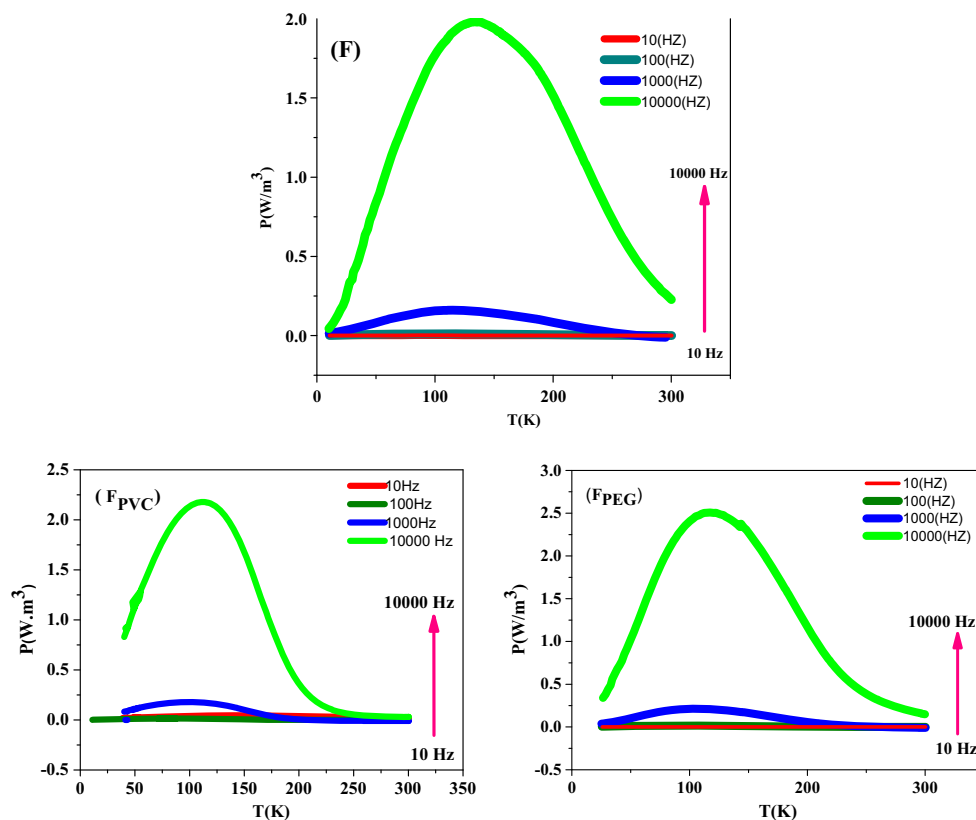 (F)
10(HZ)
100(HZ)
1000(HZ)
10000(HZ)
2.0
1.5
1.0
0.5
0.0
P(W/m³)
0
100
200
300
T(K)
10000 Hz
10 Hz
( F_PVC)
10Hz
100Hz
1000Hz
10000 Hz
2.5
2.0
1.5
1.0
0.5
0.0
-0.5
P(W.m³)
0 50 100 150 200 250 300 350
T(K)
10000 Hz
10 Hz
(F_PEG)
10(HZ)
100(HZ)
1000(HZ)
10000(HZ)
3.0
2.5
2.0
1.5
1.0
0.5
0.0
-0.5
P(W/m³)
0
100
200
300
T(K)
10000 Hz
10 Hz